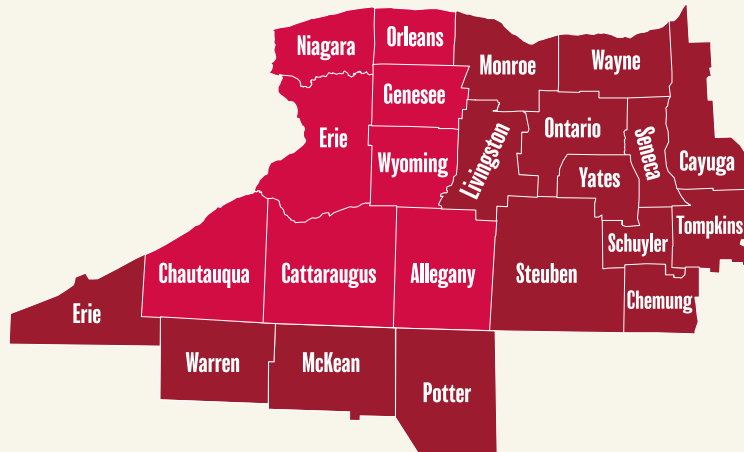 Niagara
Orleans
Monroe
Wayne
Genesee
Erie
Wyoming
Livingston
Ontario
Seneca
Cayuga
Yates
Tompkins
Schuyler
Chautauqua
Cattaraugus
Allegany
Steuben
Chemung
Erie
Warren
McKean
Potter